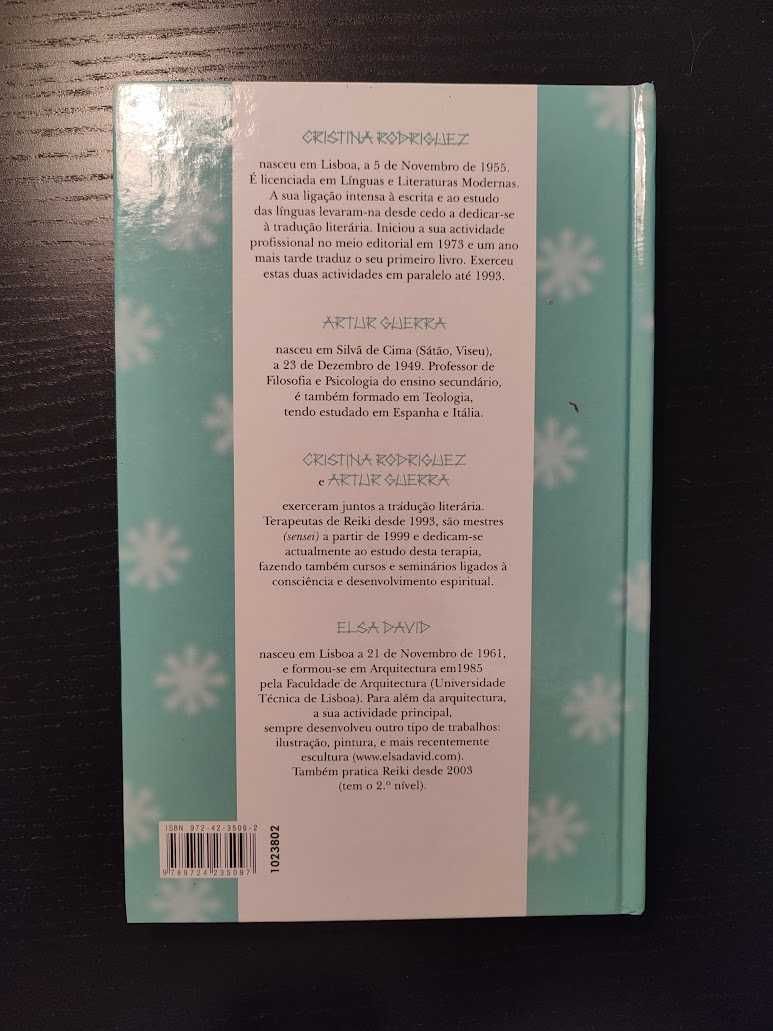 CRISTINA RODRIGUEZ
nasceu em Lisboa, a 5 de Novembro de 1955.
É licenciada em Línguas e Literaturas Modernas.
A sua ligação intensa à escrita e ao estudo
das línguas levaram-na desde cedo a dedicar-se
à tradução literária. Iniciou a sua actividade
profissional no meio editorial em 1973 e um ano
mais tarde traduz o seu primeiro livro. Exerceu
estas duas actividades em paralelo até 1993.
ARTUR GUERRA
nasceu em Silvã de Cima (Sátão, Viseu),
a 23 de Dezembro de 1949. Professor de
Filosofia e Psicologia do ensino secundário,
é também formado em Teologia,
tendo estudado em Espanha e Itália.
CRISTINA RODRIGUEZ
e ARTUR GUERRA
exerceram juntos a tradução literária.
Terapeutas de Reiki desde 1993, são mestres
(sensei) a partir de 1999 e dedicam-se
actualmente ao estudo desta terapia,
fazendo também cursos e seminários ligados à
consciência e desenvolvimento espiritual.
ELSA DAVID
nasceu em Lisboa a 21 de Novembro de 1961,
e formou-se em Arquitectura em1985
pela Faculdade de Arquitectura (Universidade
Técnica de Lisboa). Para além da arquitectura,
a sua actividade principal,
sempre desenvolveu outro tipo de trabalhos:
ilustração, pintura, e mais recentemente
escultura (www.elsadavid.com).
Também pratica Reiki desde 2003
(tem o 2.º nível).
ISBN 972-42-3509-2
9 789724 235097
1023802